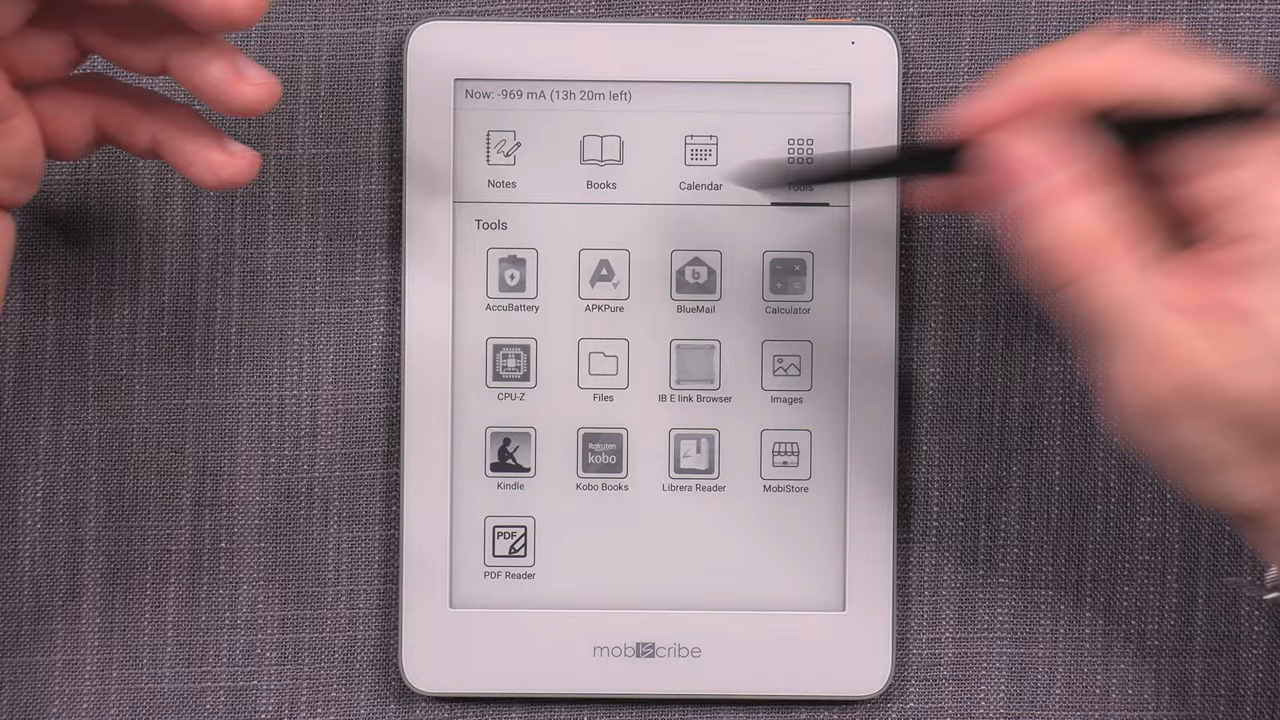 Now: -969 mA (13h 20m left)
Notes Books Calendar Tools
Tools
AccuBattery APKPure BlueMail Calculator
CPU-Z Files IB E link Browser Images
Rakuten
kobo
Kindle Kobo Books Librera Reader MobiStore
PDF
PDF Reader
mobiscribe